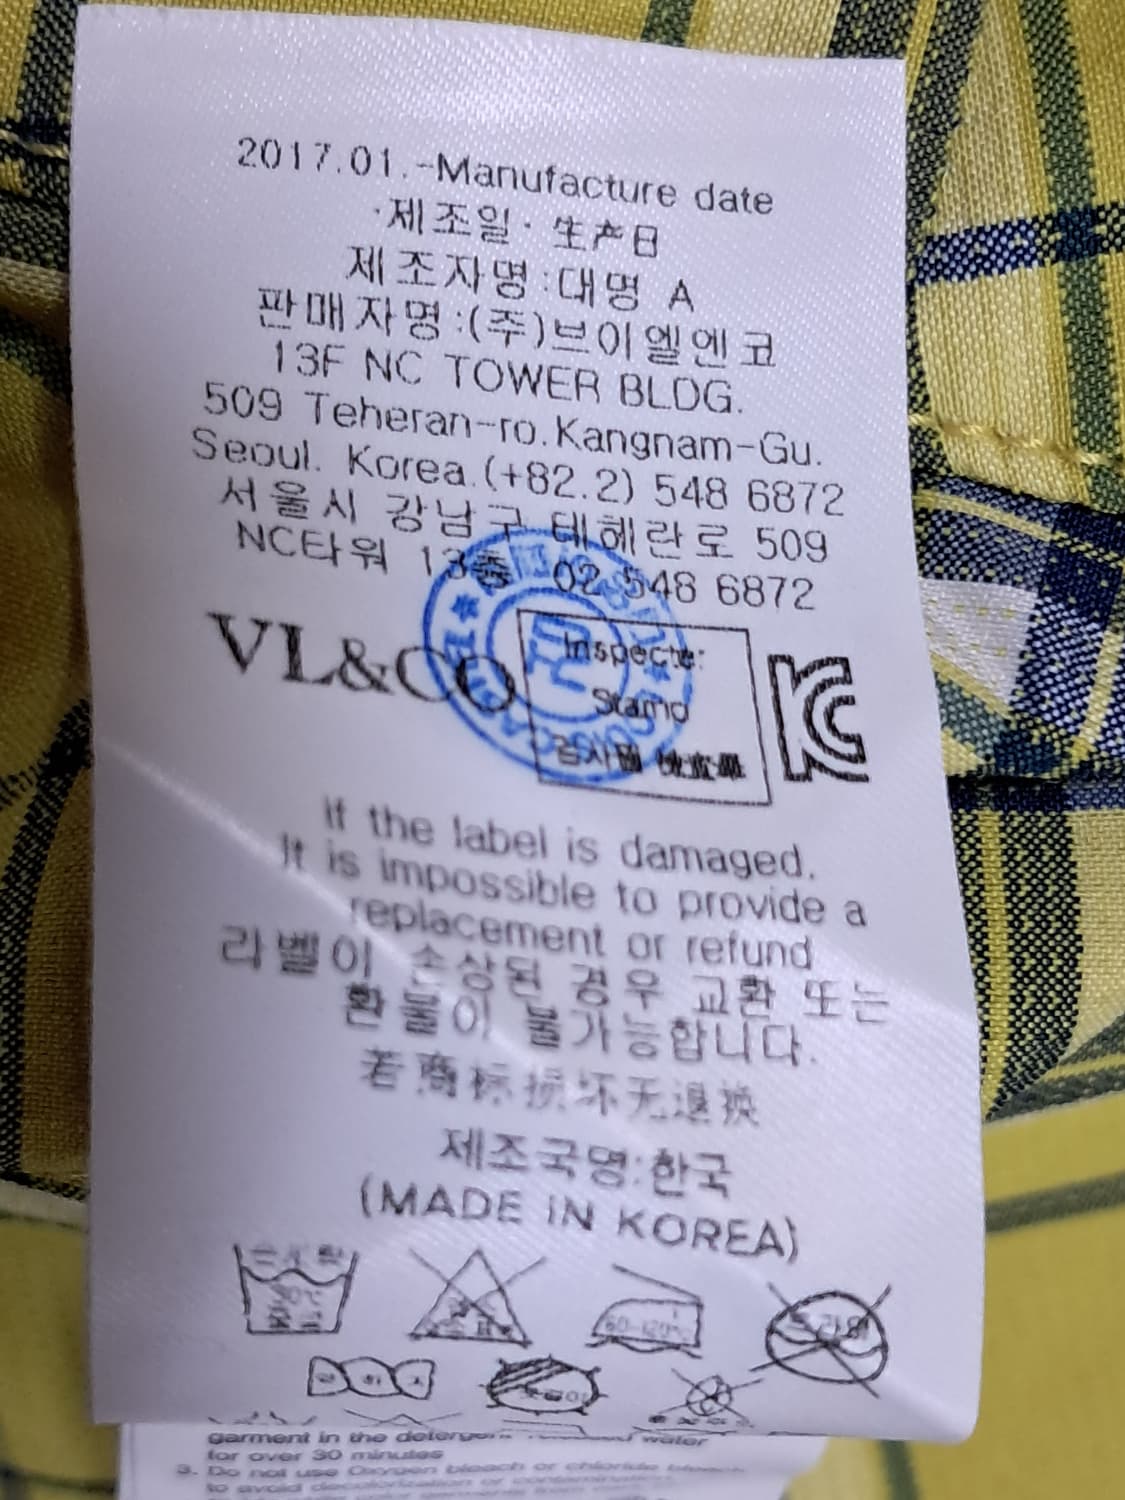 2017.01.-Manufacture date
·제조일· 生产日
제조자명:대명 A
판매자명:(주)브이엘엔코
13F NC TOWER BLDG.
509 Teheran-ro.Kangnam-Gu.
Seoul. Korea.(+82.2) 548 6872
서울시 강남구 테헤란로 509
NC타워 13층 02 548 6872
VL&CO
Inspecte:
Stamp
검사필
KC
If the label is damaged.
It is impossible to provide a
replacement or refund
라벨이 손상된 경우 교환 또는
환불이 불가능합니다.
若商标损坏无退换
제조국명:한국
(MADE IN KOREA)
garment in the detergent water
for over 30 minutes
3. Do not use Oxygen bleach or chloride bleach